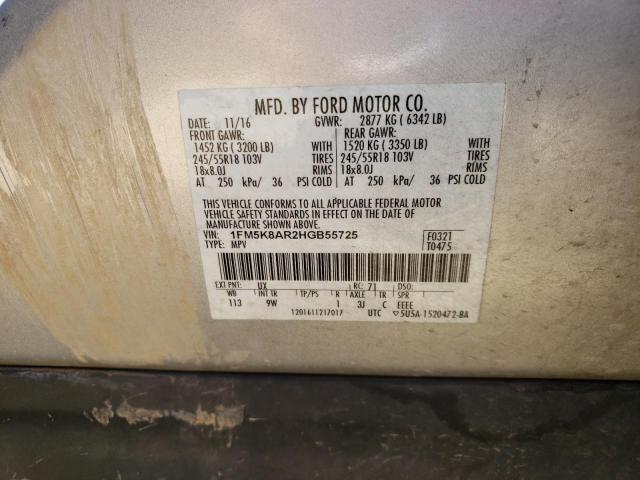 MFD. BY FORD MOTOR CO.
DATE: 11/16 GVWR: 2877 KG ( 6342 LB)
FRONT GAWR: REAR GAWR:
1452 KG ( 3200 LB) WITH 1520 KG ( 3350 LB) WITH
245/55R18 103V TIRES 245/55R18 103V TIRES
18x8.0J RIMS 18x8.0J RIMS
AT 250 kPa/ 36 PSI COLD AT 250 kPa/ 36 PSI COLD
THIS VEHICLE CONFORMS TO ALL APPLICABLE FEDERAL MOTOR
VEHICLE SAFETY STANDARDS IN EFFECT ON THE DATE OF
MANUFACTURE SHOWN ABOVE.
VIN: 1FM5K8AR2HGB55725 F0321
TYPE: MPV T0475
EXT PNT: UX RC: 71 DSO:
WB INT TR TP/PS R AXLE TR SPR
113 9W 1 3J C EEEE
1201611217017 UTC ▽5U5A-1520472-BA